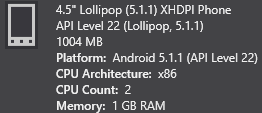 4.5" Lollipop (5.1.1) XHDPI Phone
API Level 22 (Lollipop, 5.1.1)
1004 MB
Platform: Android 5.1.1 (API Level 22)
CPU Architecture: x86
CPU Count: 2
Memory: 1 GB RAM